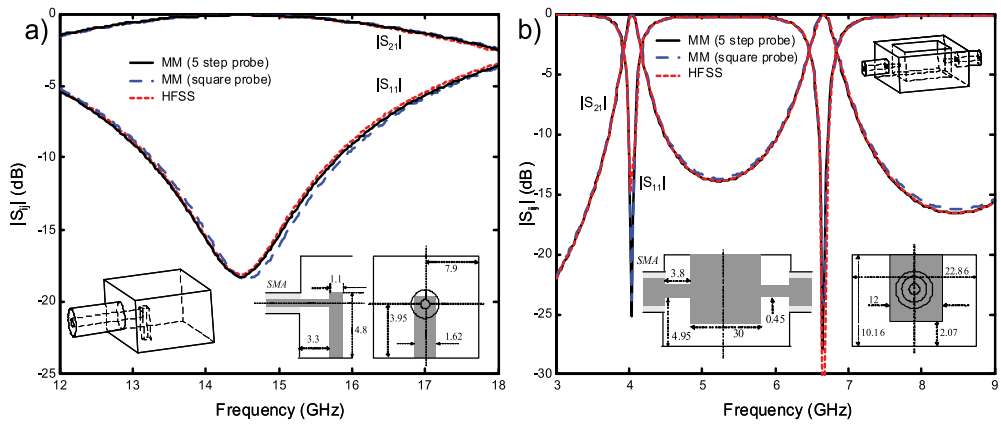 a)
|S21|
MM (5 step probe)
MM (square probe)
HFSS
|S11|
0
-5
-10
-15
-20
-25
|Sij| (dB)
SMA
1.1
7.9
3.95
4.8
3.3
1.62
12 13 14 15 16 17 18
Frequency (GHz)
b)
MM (5 step probe)
MM (square probe)
HFSS
|S21|
|S11|
0
-5
-10
-15
-20
-25
-30
|Sij| (dB)
SMA
3.8
SMA
22.86
12
4.95
30
0.45
10.16
2.07
3 4 5 6 7 8 9
Frequency (GHz)